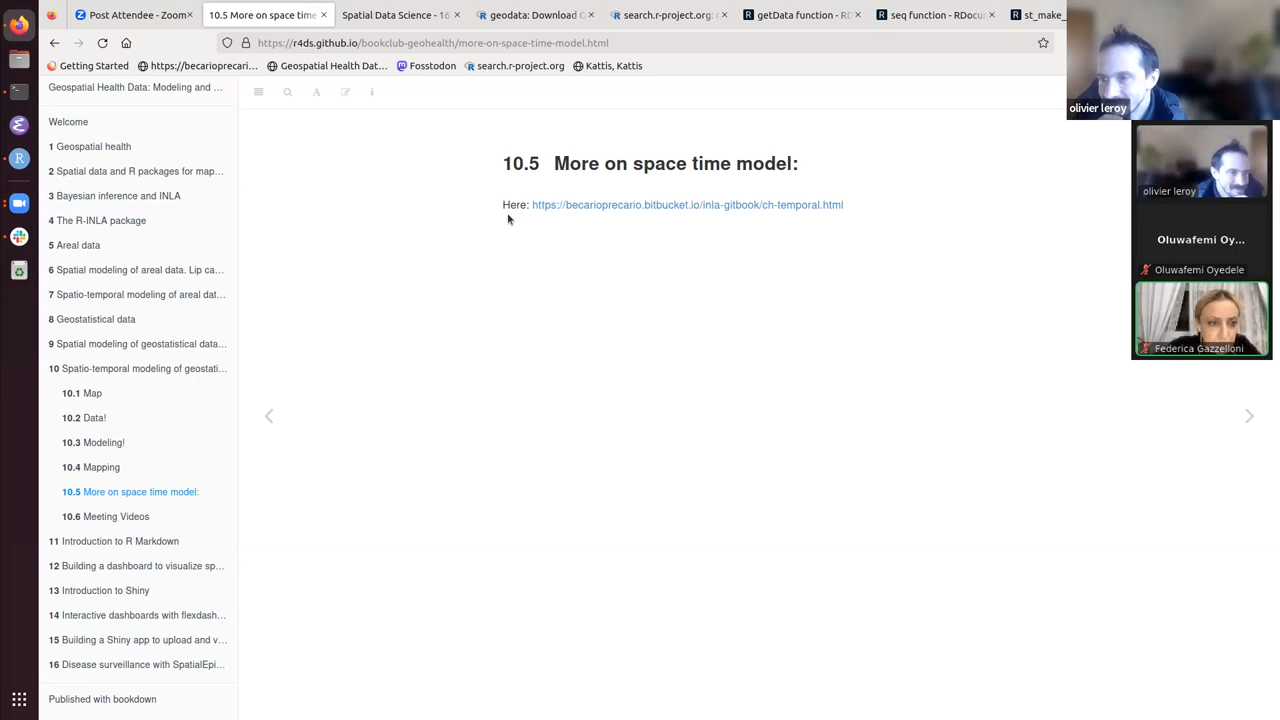 Post Attendee - Zoom
10.5 More on space time
Spatial Data Science - 16
geodata: Download G
search.r-project.org:
getData function - RD
seq function - RDocum
st_make_
https://r4ds.github.io/bookclub-geohealth/more-on-space-time-model.html
Getting Started
https://becarioprecari...
Geospatial Health Dat...
Fosstodon
search.r-project.org
Kattis, Kattis
Geospatial Health Data: Modeling and ...
Welcome
1 Geospatial health
2 Spatial data and R packages for map...
3 Bayesian inference and INLA
4 The R-INLA package
5 Areal data
6 Spatial modeling of areal data. Lip ca...
7 Spatio-temporal modeling of areal dat...
8 Geostatistical data
9 Spatial modeling of geostatistical data...
10 Spatio-temporal modeling of geostati...
10.1 Map
10.2 Data!
10.3 Modeling!
10.4 Mapping
10.5 More on space time model:
10.6 Meeting Videos
11 Introduction to R Markdown
12 Building a dashboard to visualize sp...
13 Introduction to Shiny
14 Interactive dashboards with flexdash...
15 Building a Shiny app to upload and v...
16 Disease surveillance with SpatialEpi...
Published with bookdown
10.5 More on space time model:
Here: https://becarioprecario.bitbucket.io/inla-gitbook/ch-temporal.html
olivier leroy
olivier leroy
Oluwafemi Oy...
Oluwafemi Oyedele
Federica Gazzelloni